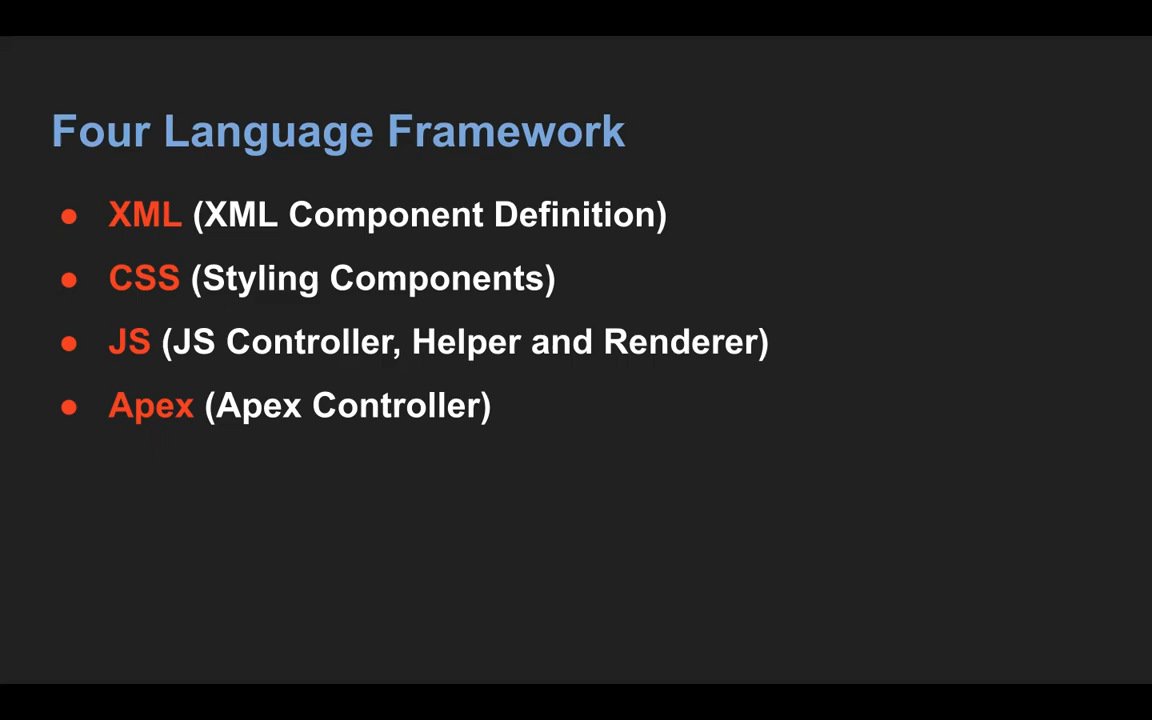 Four Language Framework
● XML (XML Component Definition)
● CSS (Styling Components)
● JS (JS Controller, Helper and Renderer)
● Apex (Apex Controller)